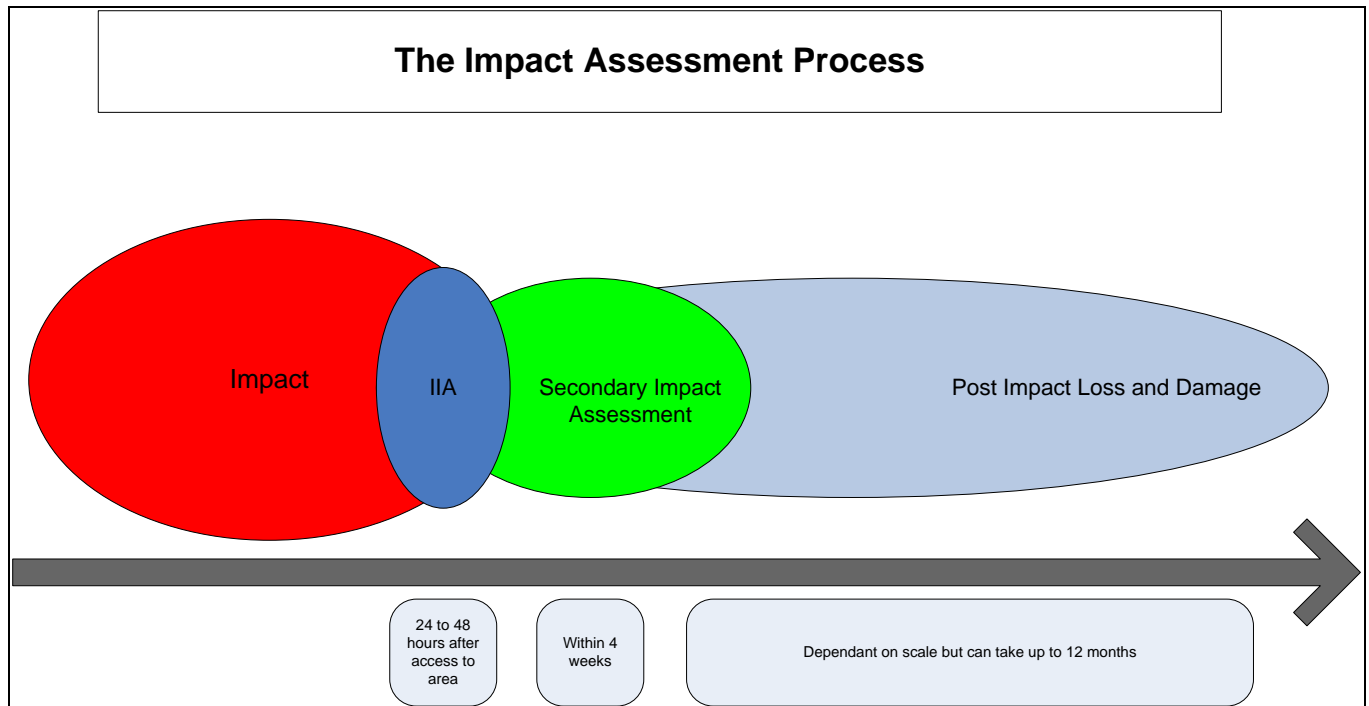 The Impact Assessment Process
Impact
IIA
Secondary Impact
Assessment
Post Impact Loss and Damage
24 to 48
hours after
access to
area
Within 4
weeks
Dependant on scale but can take up to 12 months